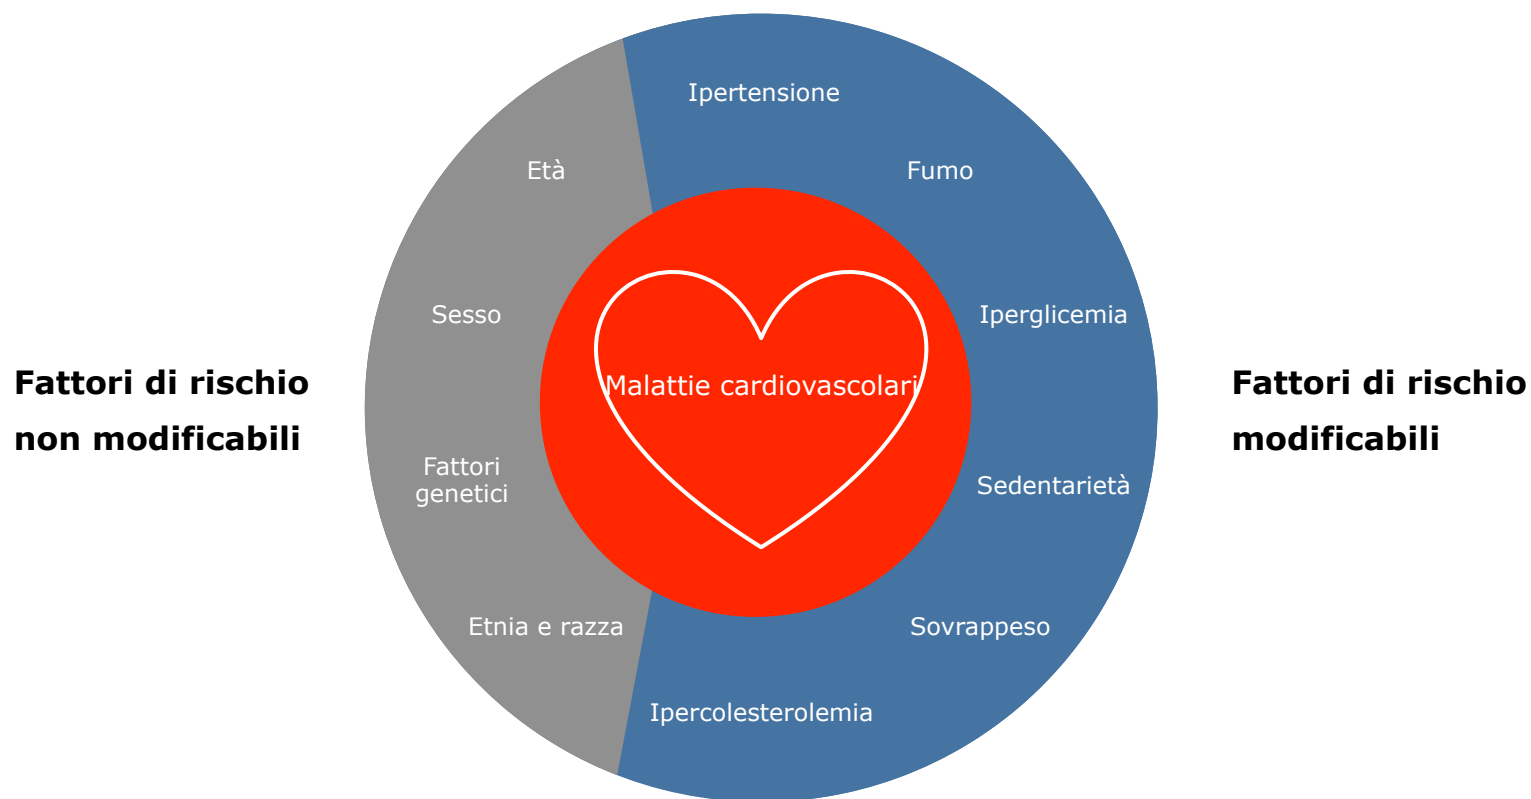 Fattori di rischio
non modificabili
Età
Sesso
Fattori
genetici
Etnia e razza
Malattie cardiovascolari
Ipertensione
Fumo
Iperglicemia
Sedentarietà
Sovrappeso
Ipercolesterolemia
Fattori di rischio
modificabili